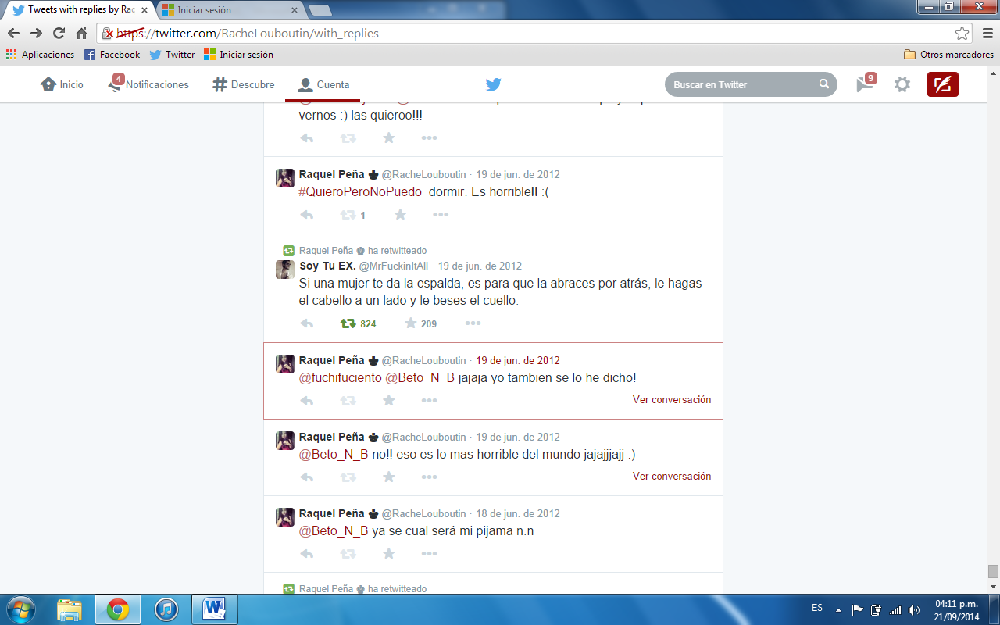 Tweets with replies by Rac
Iniciar sesión
https://twitter.com/RacheLouboutin/with_replies
Aplicaciones
Facebook
Twitter
Iniciar sesión
Otros marcadores
Inicio
4
Notificaciones
Descubre
Cuenta
Buscar en Twitter
9
vernos :) las quieroo!!!
Raquel Peña @RacheLouboutin · 19 de jun. de 2012
#QuieroPeroNoPuedo dormir. Es horrible!! :(
1
Raquel Peña ha retwitteado
Soy Tu EX. @MrFuckinItAll · 19 de jun. de 2012
Si una mujer te da la espalda, es para que la abraces por atrás, le hagas
el cabello a un lado y le beses el cuello.
824 209
Raquel Peña @RacheLouboutin · 19 de jun. de 2012
@fuchifuciento @Beto_N_B jajaja yo tambien se lo he dicho!
Ver conversación
Raquel Peña @RacheLouboutin · 19 de jun. de 2012
@Beto_N_B no!! eso es lo mas horrible del mundo jajajjjajj :)
Ver conversación
Raquel Peña @RacheLouboutin · 18 de jun. de 2012
@Beto_N_B ya se cual será mi pijama n.n
Raquel Peña ha retwitteado
ES
04:11 p.m.
21/09/2014